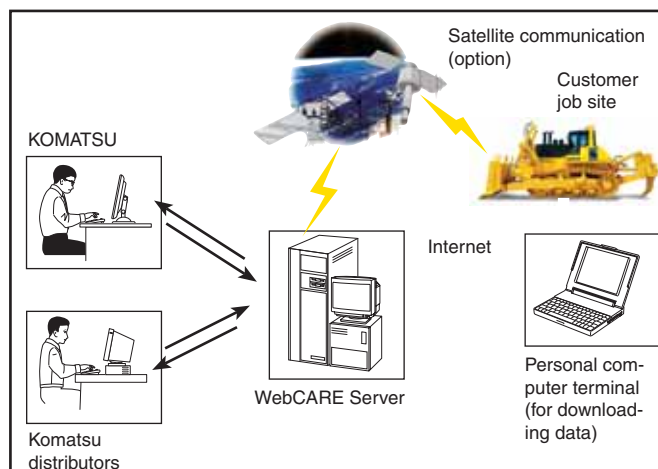 Satellite communication
(option)
Customer
job site
KOMATSU
Internet
WebCARE Server
Personal com-
puter terminal
(for download-
ing data)
Komatsu
distributors